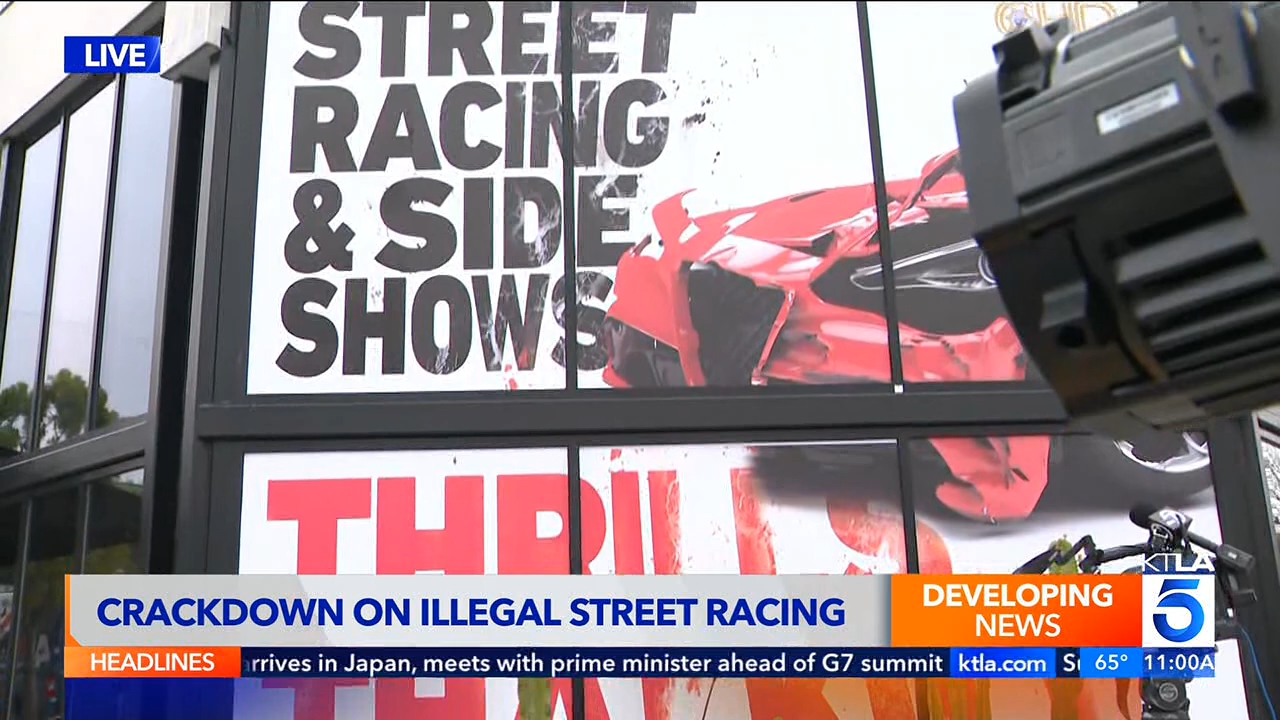 LIVE
STREET
RACING
& SIDE
SHOWS
THRILLS
CRACKDOWN ON ILLEGAL STREET RACING
DEVELOPING
NEWS
KTLA
5
HEADLINES
arrives in Japan, meets with prime minister ahead of G7 summit
ktla.com
65°
11:00A